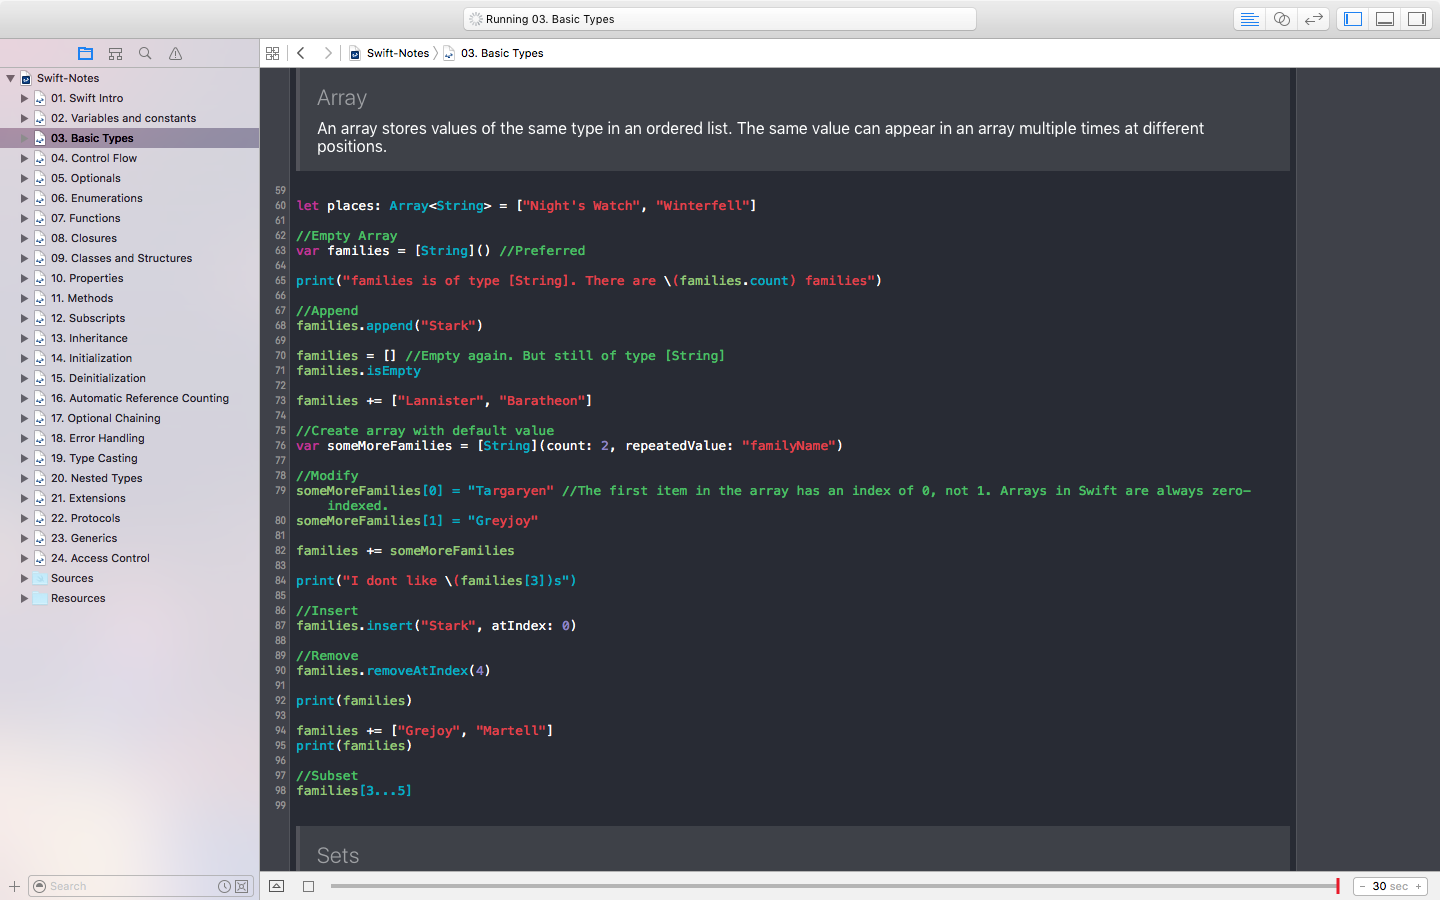 Running 03. Basic Types
Swift-Notes
03. Basic Types
Swift-Notes
01. Swift Intro
02. Variables and constants
03. Basic Types
04. Control Flow
05. Optionals
06. Enumerations
07. Functions
08. Closures
09. Classes and Structures
10. Properties
11. Methods
12. Subscripts
13. Inheritance
14. Initialization
15. Deinitialization
16. Automatic Reference Counting
17. Optional Chaining
18. Error Handling
19. Type Casting
20. Nested Types
21. Extensions
22. Protocols
23. Generics
24. Access Control
Sources
Resources
Search
Array
An array stores values of the same type in an ordered list. The same value can appear in an array multiple times at different
positions.
59
60 let places: Array<String> = ["Night's Watch", "Winterfell"]
61
62 //Empty Array
63 var families = [String]() //Preferred
64
65 print("families is of type [String]. There are \(families.count) families")
66
67 //Append
68 families.append("Stark")
69
70 families = [] //Empty again. But still of type [String]
71 families.isEmpty
72
73 families += ["Lannister", "Baratheon"]
74
75 //Create array with default value
76 var someMoreFamilies = [String](count: 2, repeatedValue: "familyName")
77
78 //Modify
79 someMoreFamilies[0] = "Targaryen" //The first item in the array has an index of 0, not 1. Arrays in Swift are always zero-
indexed.
80 someMoreFamilies[1] = "Greyjoy"
81
82 families += someMoreFamilies
83
84 print("I dont like \(families[3])s")
85
86 //Insert
87 families.insert("Stark", atIndex: 0)
88
89 //Remove
90 families.removeAtIndex(4)
91
92 print(families)
93
94 families += ["Grejoy", "Martell"]
95 print(families)
96
97 //Subset
98 families[3...5]
99
Sets
- 30 sec +